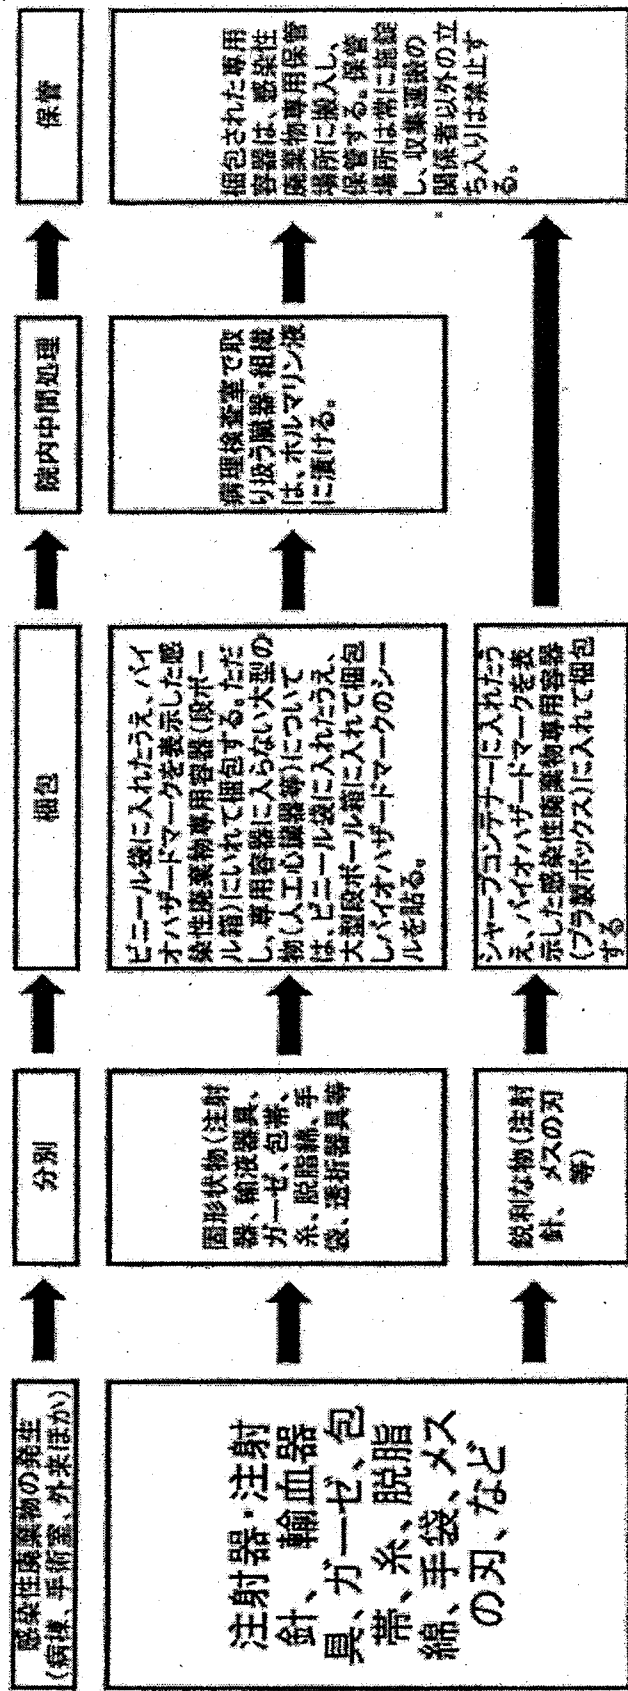 感染性廃棄物の発生
(病棟、手術室、外来ほか)
分別
梱包
院内中間処理
保管
注射器・注射
針、輸血器
具、ガーゼ、包
帯、糸、脱脂
綿、手袋、メス
の刃、など
固形状物(注射
器、輸液器具、
ガーゼ、包帯、
糸、脱脂綿、手
袋、透析器具等
ビニール袋に入れたうえ、バイ
オハザードマークを表示した感
染性廃棄物専用容器(段ボー
ル箱)にいれて梱包する。ただ
し、専用容器に入らない大型の
物(人工心臓器等)について
は、ビニール袋に入れたうえ、
大型段ボール箱に入れて梱包
しバイオハザードマークのシー
ルを貼る。
病理検査室で取
り扱う臓器・組織
は、ホルマリン液
に漬ける。
梱包された専用
容器は、感染性
廃棄物専用保管
場所に搬入し、
保管する。保管
場所は常に施錠
し、収集運搬の
関係者以外の立
ち入りは禁止す
る。
鋭利な物(注射
針、メスの刃
等)
シャープコンテナーに入れたう
え、バイオハザードマークを表
示した感染性廃棄物専用容器
(プラ製ボックス)に入れて梱包
する